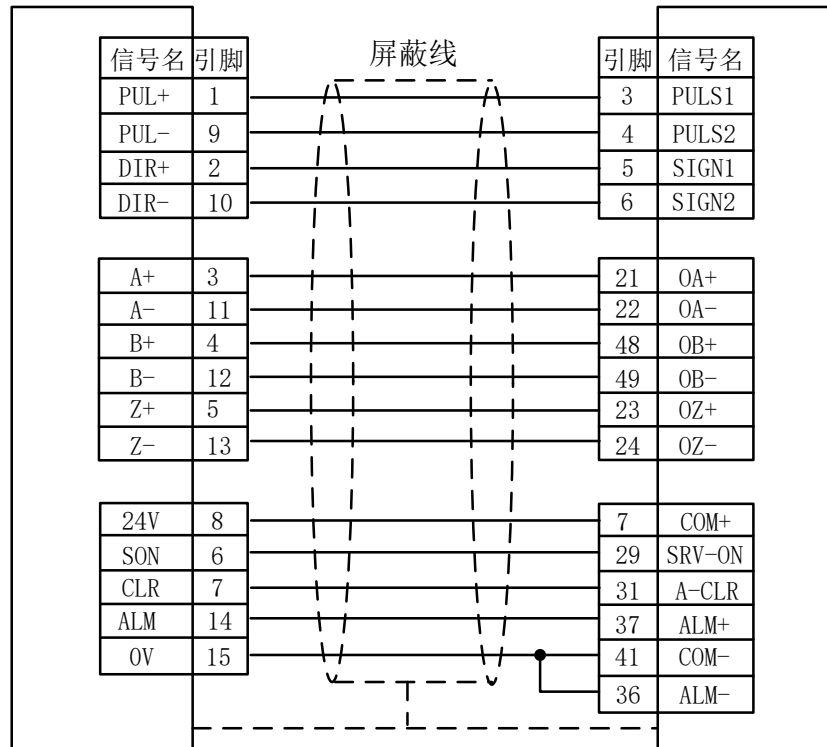 屏蔽线
信号名 引脚 引脚 信号名
PUL+ 1 3 PULS1
PUL- 9 4 PULS2
DIR+ 2 5 SIGN1
DIR- 10 6 SIGN2
A+ 3 21 OA+
A- 11 22 OA-
B+ 4 48 OB+
B- 12 49 OB-
Z+ 5 23 OZ+
Z- 13 24 OZ-
24V 8 7 COM+
SON 6 29 SRV-ON
CLR 7 31 A-CLR
ALM 14 37 ALM+
0V 15 41 COM-
36 ALM-